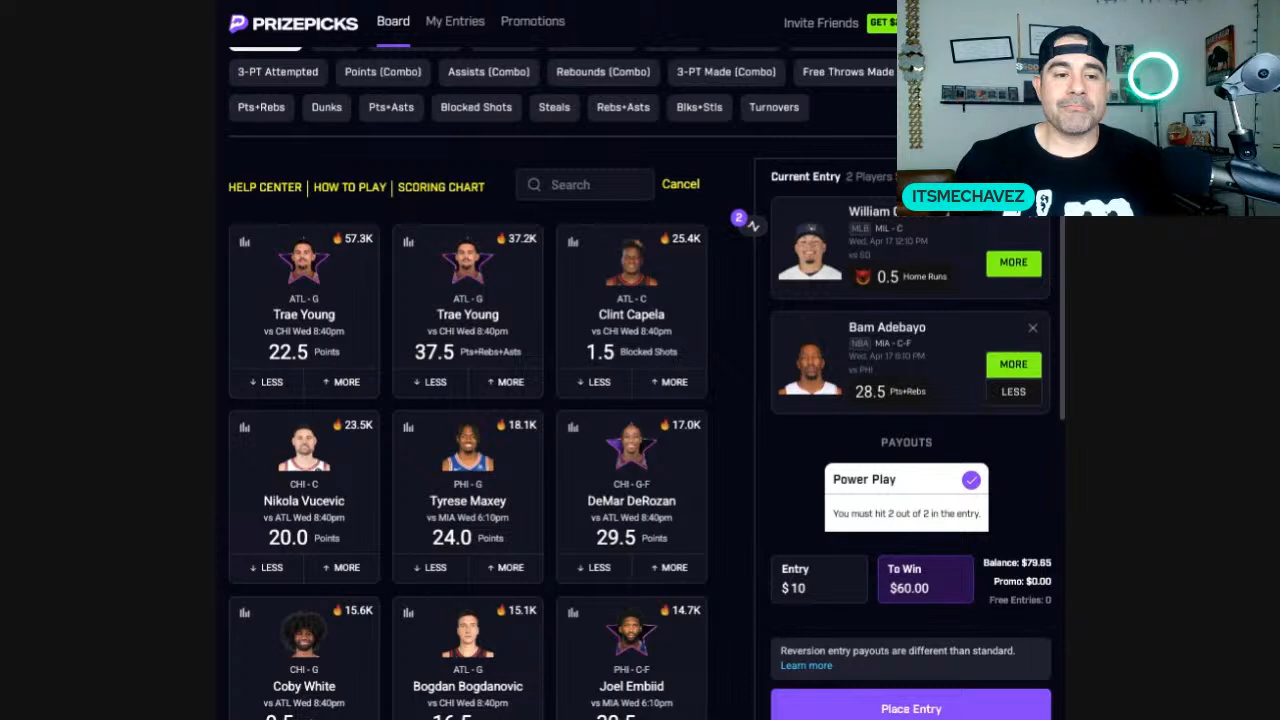 PRIZEPICKS
Board
My Entries
Promotions
Invite Friends
GET $
3-PT Attempted
Points (Combo)
Assists (Combo)
Rebounds (Combo)
3-PT Made (Combo)
Free Throws Made
Pts+Rebs
Dunks
Pts+Asts
Blocked Shots
Steals
Rebs+Asts
Blks+Stls
Turnovers
ITSMECHAVEZ
HELP CENTER | HOW TO PLAY | SCORING CHART
Search
Cancel
57.3K
ATL - G
Trae Young
vs CHI Wed 8:40pm
22.5 Points
LESS
MORE
37.2K
ATL - G
Trae Young
vs CHI Wed 8:40pm
37.5 Pts+Rebs+Asts
LESS
MORE
25.4K
ATL - C
Clint Capela
vs CHI Wed 8:40pm
1.5 Blocked Shots
LESS
MORE
23.5K
CHI - C
Nikola Vucevic
vs ATL Wed 8:40pm
20.0 Points
LESS
MORE
18.1K
PHI - G
Tyrese Maxey
vs MIA Wed 6:10pm
24.0 Points
LESS
MORE
17.0K
CHI - G-F
DeMar DeRozan
vs ATL Wed 8:40pm
29.5 Points
LESS
MORE
15.6K
CHI - G
Coby White
vs ATL Wed 8:40pm
15.1K
ATL - G
Bogdan Bogdanovic
vs CHI Wed 8:40pm
14.7K
PHI - C-F
Joel Embiid
vs MIA Wed 6:10pm
2
Current Entry 2 Players
William
MLB MIL - C
Wed, Apr 17 12:10 PM
vs SD
0.5 Home Runs
MORE
Bam Adebayo
NBA MIA - C-F
Wed, Apr 17 6:10 PM
vs PHI
28.5 Pts+Rebs
MORE
LESS
PAYOUTS
Power Play
You must hit 2 out of 2 in the entry.
Entry
$ 10
To Win
$60.00
Balance: $79.65
Promo: $0.00
Free Entries: 0
Reversion entry payouts are different than standard.
Learn more
Place Entry